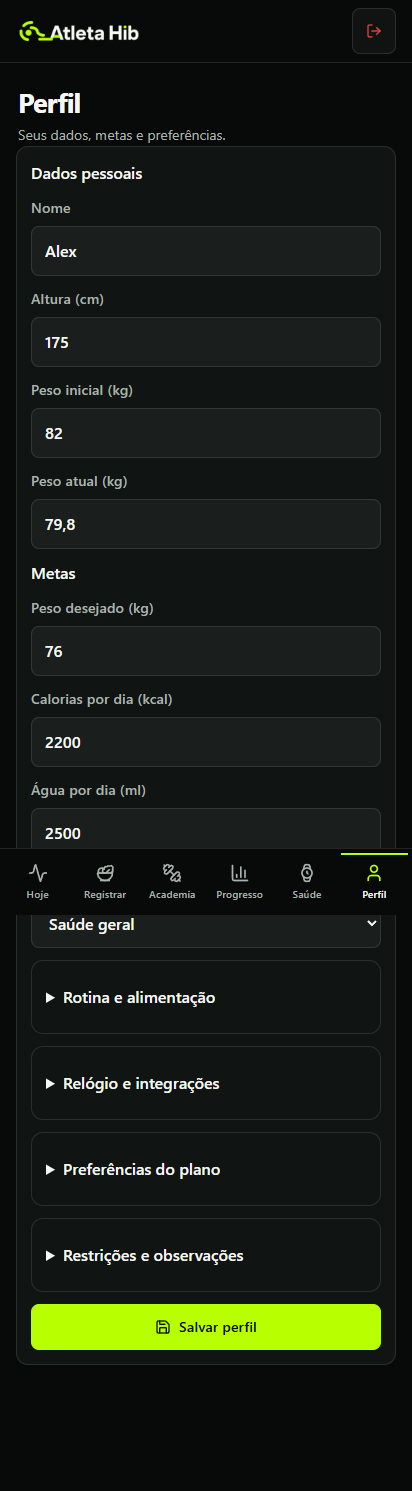 Atleta Hib
Perfil
Seus dados, metas e preferências.
Dados pessoais
Nome
Alex
Altura (cm)
175
Peso inicial (kg)
82
Peso atual (kg)
79,8
Metas
Peso desejado (kg)
76
Calorias por dia (kcal)
2200
Água por dia (ml)
2500
Hoje
Registrar
Academia
Progresso
Saúde
Perfil
Saúde geral
Rotina e alimentação
Relógio e integrações
Preferências do plano
Restrições e observações
Salvar perfil